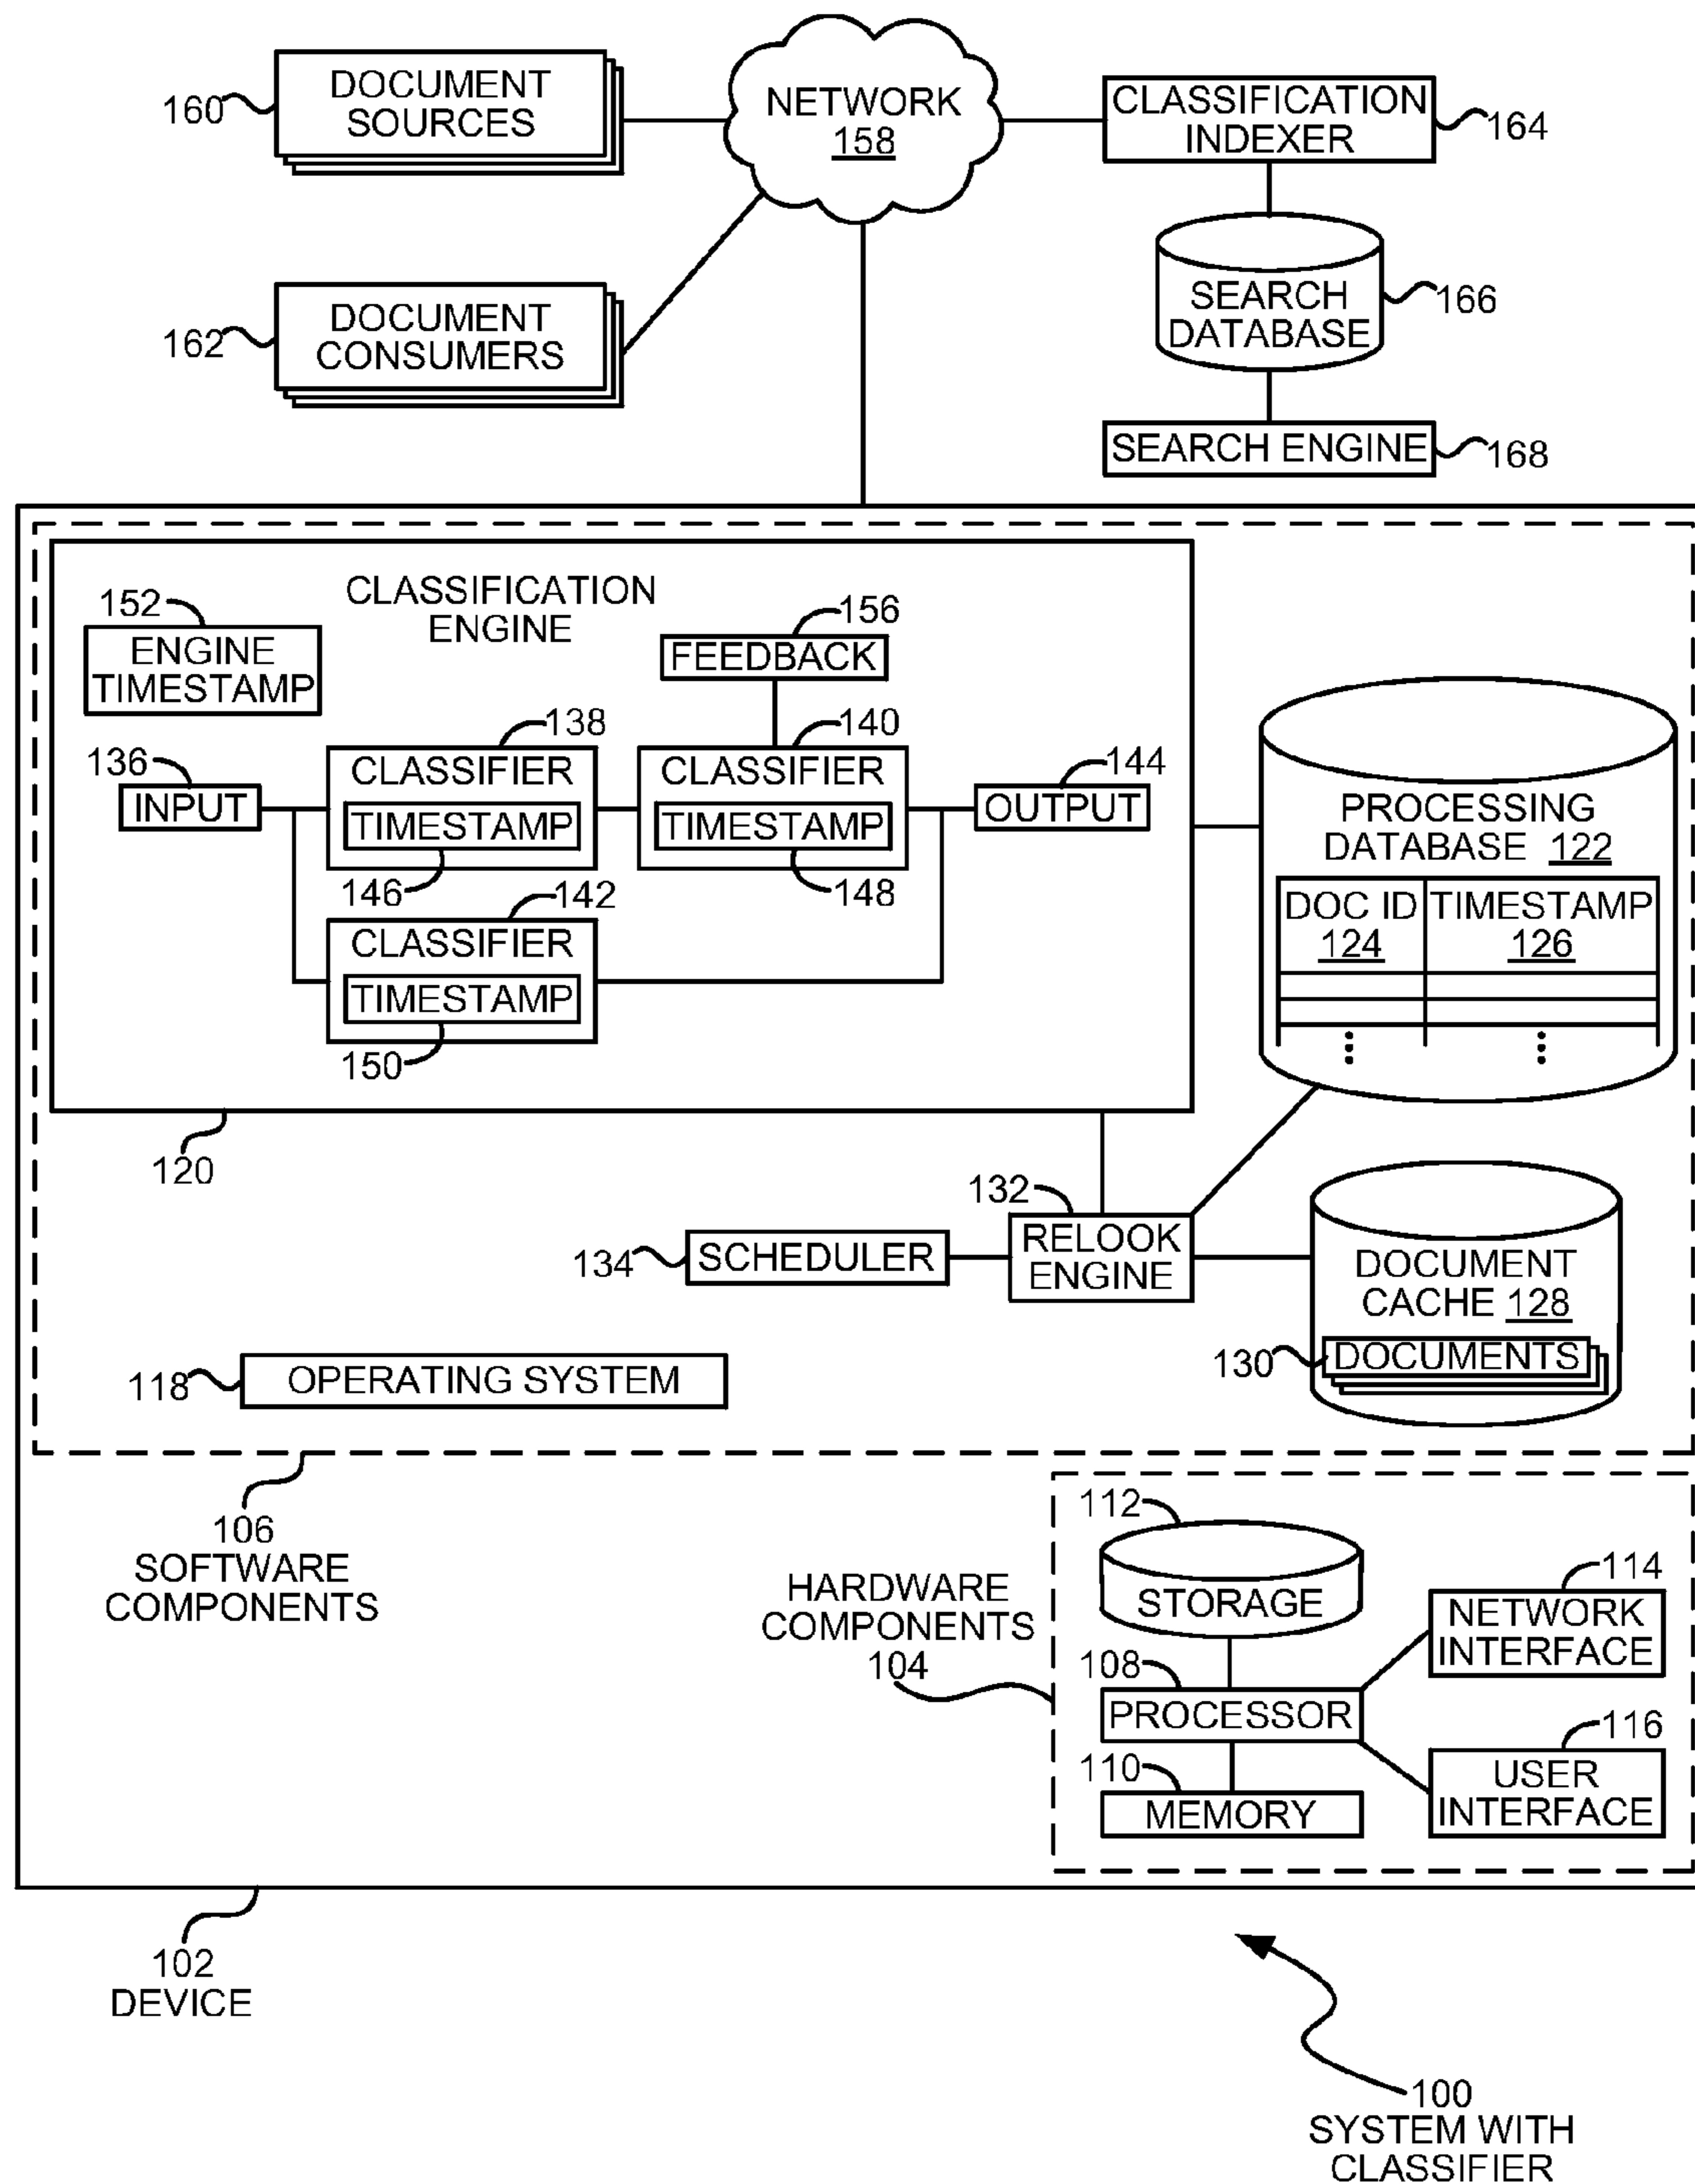 DOCUMENT
SOURCES
160
NETWORK
158
CLASSIFICATION
INDEXER
164
DOCUMENT
CONSUMERS
162
SEARCH
DATABASE
166
SEARCH ENGINE
168
CLASSIFICATION
ENGINE
152
ENGINE
TIMESTAMP
156
FEEDBACK
136
INPUT
138
CLASSIFIER
TIMESTAMP
146
140
CLASSIFIER
TIMESTAMP
148
144
OUTPUT
142
CLASSIFIER
TIMESTAMP
150
120
PROCESSING
DATABASE 122
DOC ID TIMESTAMP
124 126
132
RELOOK
ENGINE
134
SCHEDULER
DOCUMENT
CACHE 128
130
DOCUMENTS
118
OPERATING SYSTEM
106
SOFTWARE
COMPONENTS
HARDWARE
COMPONENTS
104
112
STORAGE
108
PROCESSOR
110
MEMORY
114
NETWORK
INTERFACE
116
USER
INTERFACE
102
DEVICE
100
SYSTEM WITH
CLASSIFIER